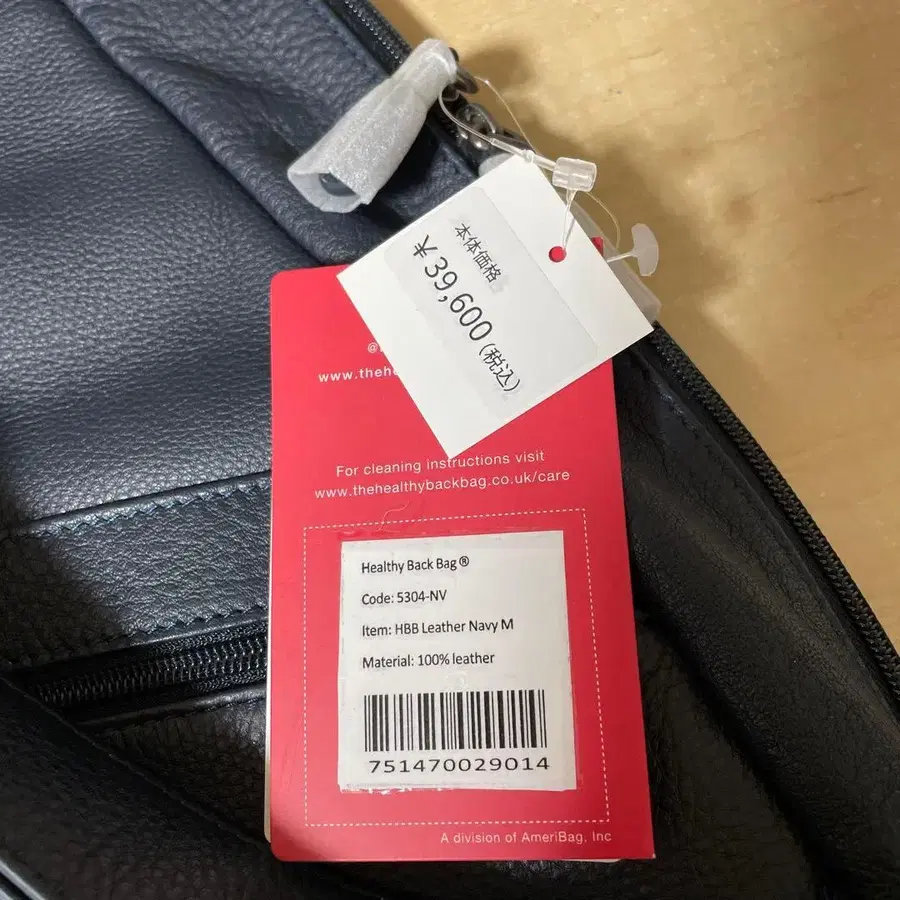 本体価格
¥39,600(税込)
@
www.thehe
For cleaning instructions visit
www.thehealthybackbag.co.uk/care
Healthy Back Bag®
Code: 5304-NV
Item: HBB Leather Navy M
Material: 100% leather
751470029014
A division of AmeriBag, Inc